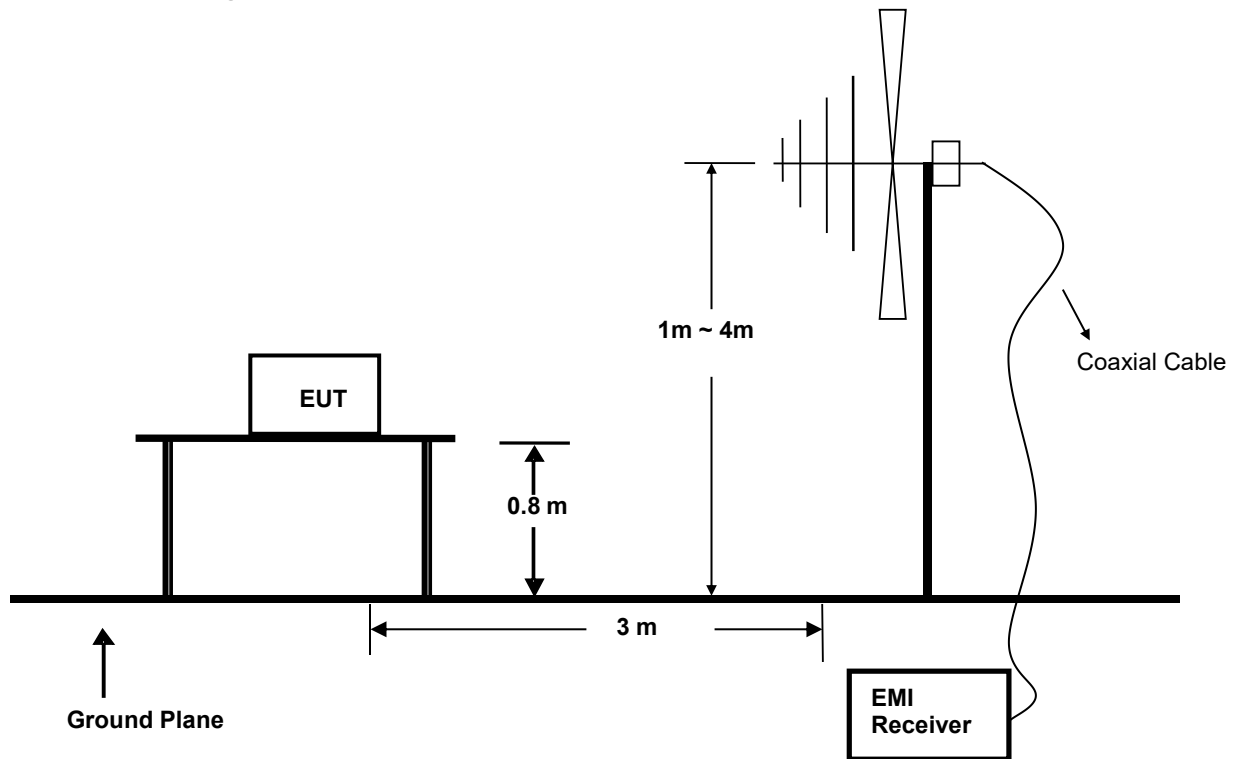 1m ~ 4m
Coaxial Cable
EUT
0.8 m
3 m
Ground Plane
EMI
Receiver